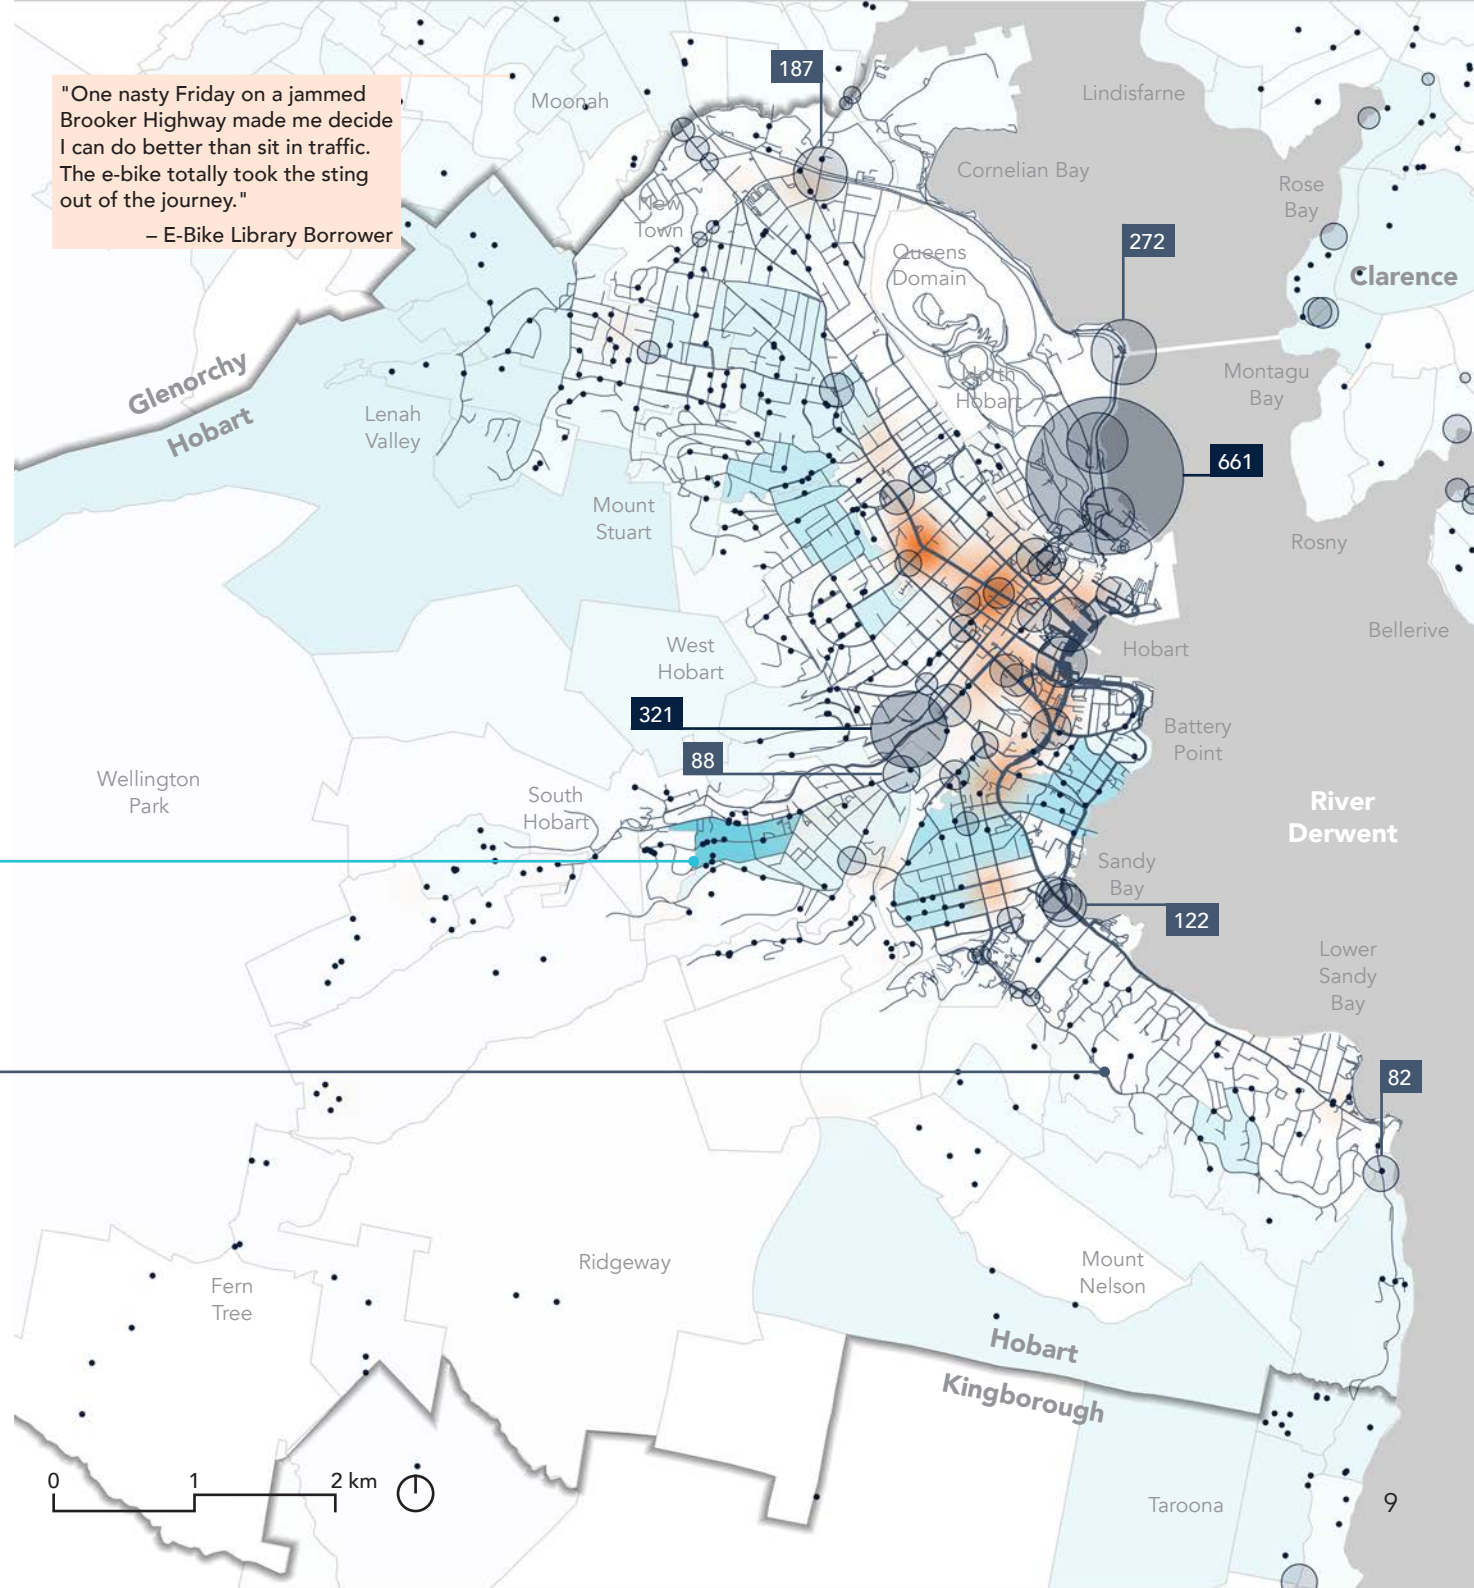 187
"One nasty Friday on a jammed
Brooker Highway made me decide
I can do better than sit in traffic.
The e-bike totally took the sting
out of the journey."
– E-Bike Library Borrower
Moonah
Lindisfarne
Cornelian Bay
Rose
Bay
New
Town
272
Queens
Domain
Clarence
Glenorchy
Hobart
Lenah
Valley
North
Hobart
Montagu
Bay
661
Mount
Stuart
Rosny
Bellerive
West
Hobart
Hobart
321
88
Battery
Point
Wellington
Park
South
Hobart
River
Derwent
Sandy
Bay
122
Lower
Sandy
Bay
82
Ridgeway
Mount
Nelson
Fern
Tree
Hobart
Kingborough
0 1 2 km
Taroona
9